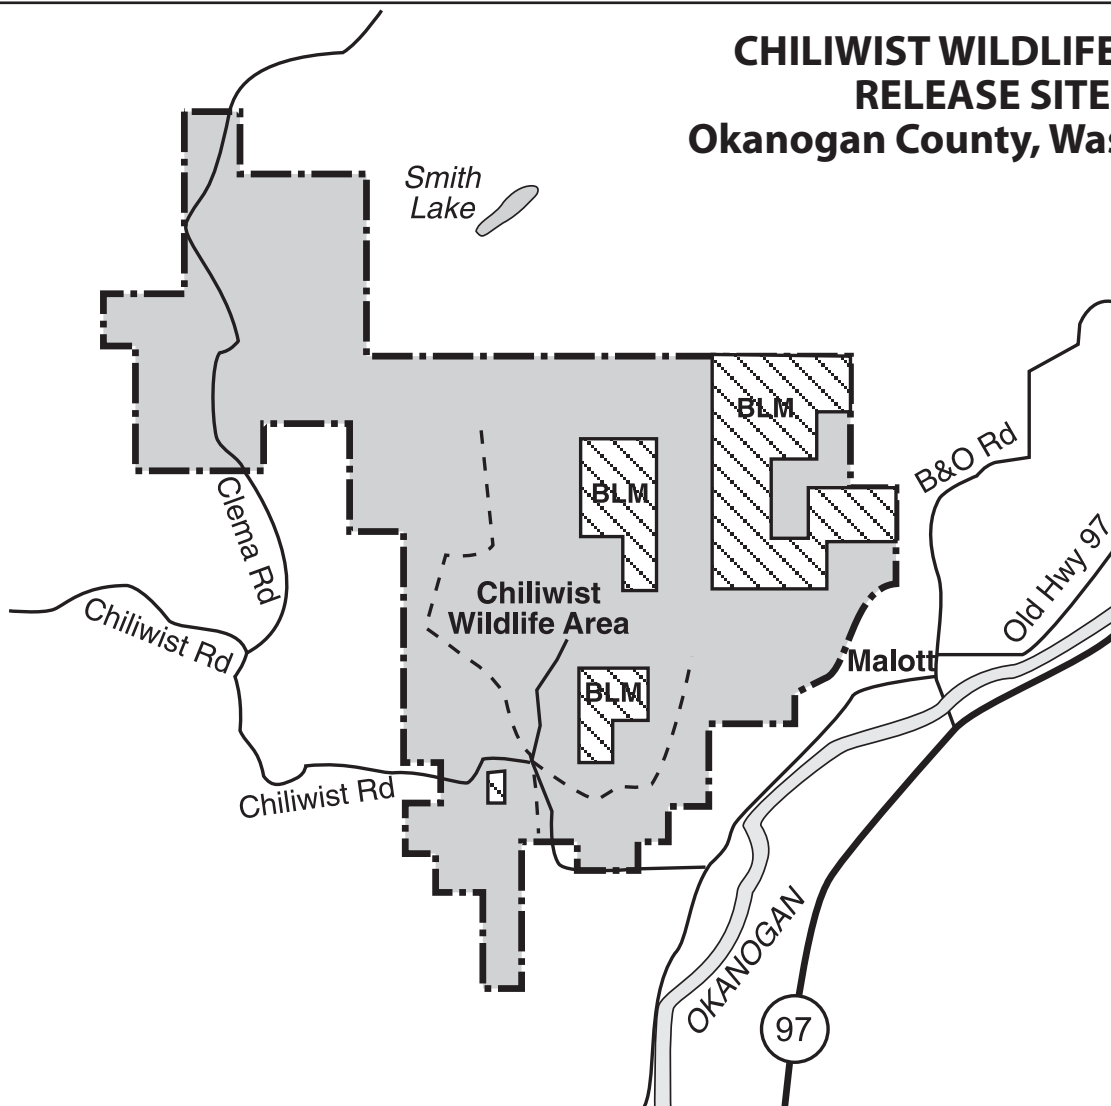 CHILIWIST WILDLIFE
RELEASE SITE
Okanogan County, Was
Smith
Lake
BLM
B&O Rd
BLM
Clema Rd
Old Hwy 97
Chiliwist
Wildlife Area
Chiliwist Rd
Malott
BLM
Chiliwist Rd
OKANOGAN
97